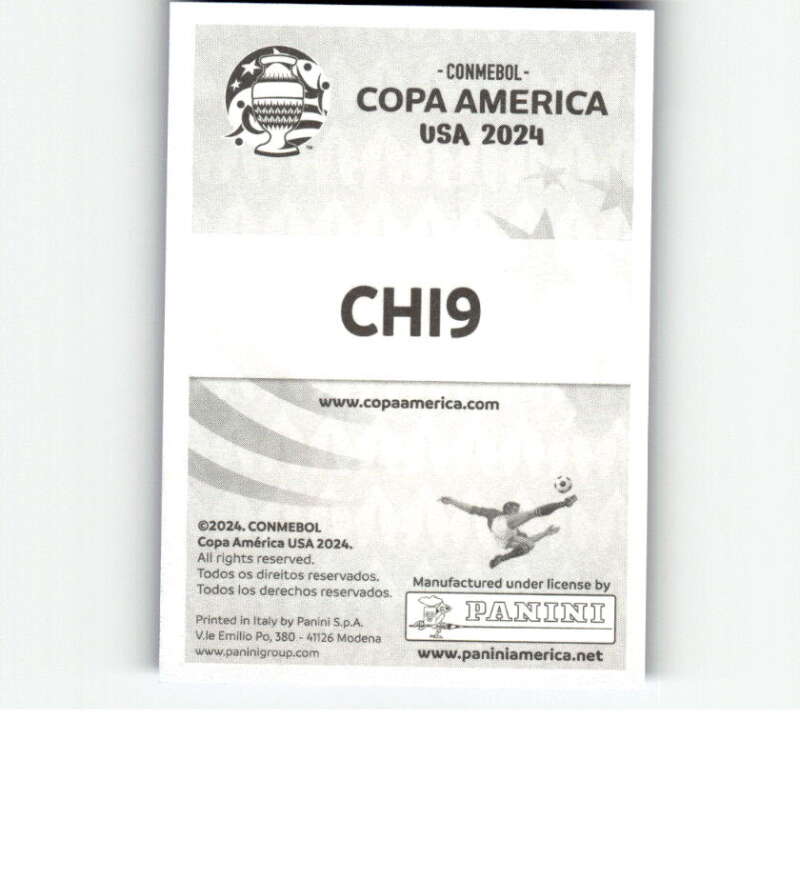 - CONMEBOL -
COPA AMERICA
USA 2024
CHI9
www.copaamerica.com
©2024. CONMEBOL
Copa América USA 2024.
All rights reserved.
Todos os direitos reservados.
Todos los derechos reservados.
Printed in Italy by Panini S.p.A.
V.le Emilio Po, 380 - 41126 Modena
www.paninigroup.com
Manufactured under license by
PANINI
www.paniniamerica.net